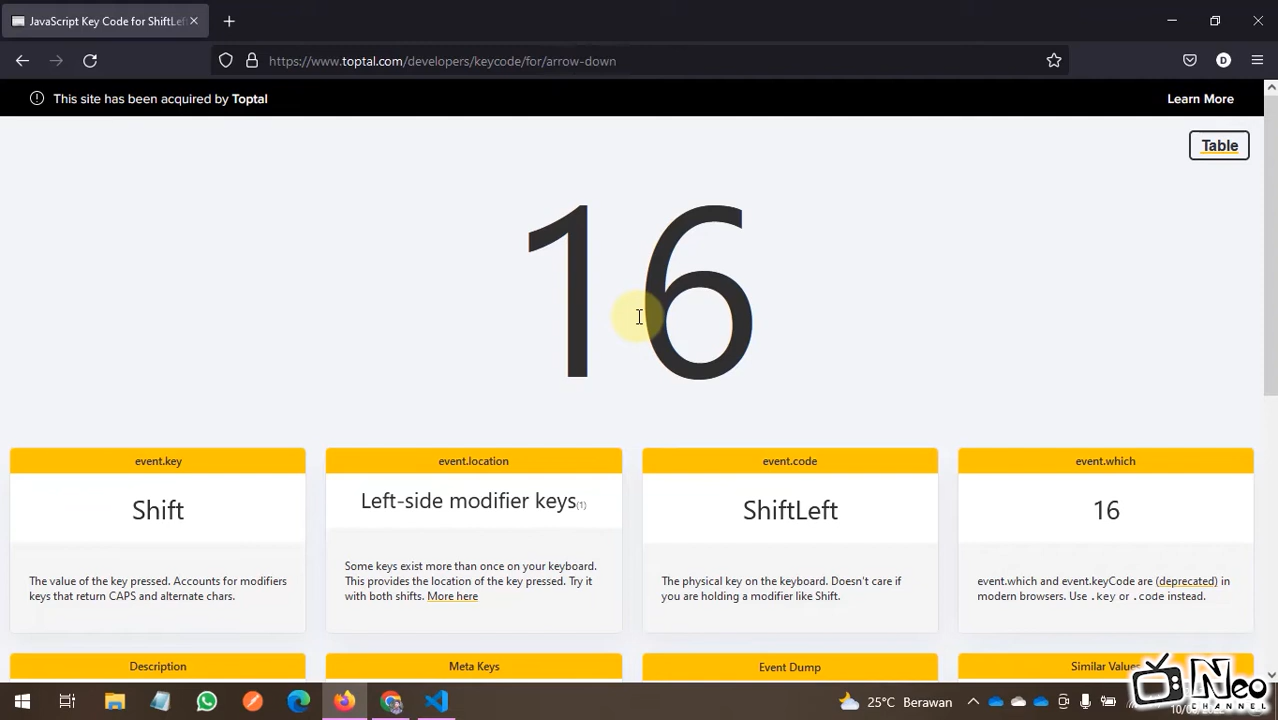 JavaScript Key Code for ShiftLef
https://www.toptal.com/developers/keycode/for/arrow-down
D
This site has been acquired by Toptal
Learn More
Table
16
event.key
event.location
event.code
event.which
Shift
Left-side modifier keys(1)
ShiftLeft
16
The value of the key pressed. Accounts for modifiers
keys that return CAPS and alternate chars.
Some keys exist more than once on your keyboard.
This provides the location of the key pressed. Try it
with both shifts. More here
The physical key on the keyboard. Doesn't care if
you are holding a modifier like Shift.
event.which and event.keyCode are (deprecated) in
modern browsers. Use .key or .code instead.
Description
Meta Keys
Event Dump
Similar Values
25°C Berawan
Neo
CHANNEL